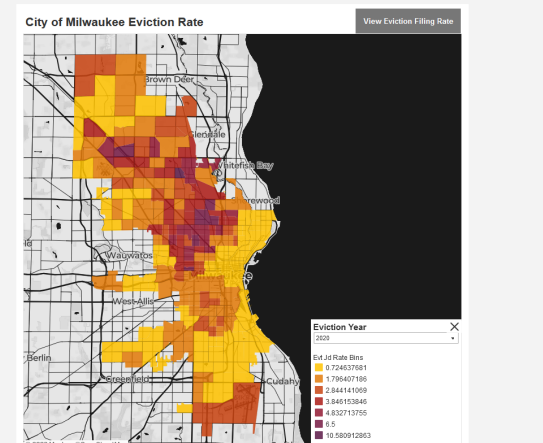 City of Milwaukee Eviction Rate
View Eviction Filing Rate
Brown Deer
Glendale
Whitefish Bay
Shorewood
Wauwatos
Milwaukee
West Allis
Berlin
Greenfield
Cudahy
Eviction Year
2020
Evt Jd Rate Bins
0.724637681
1.796407186
2.844141069
3.846153846
4.832713755
6.5
10.580912863